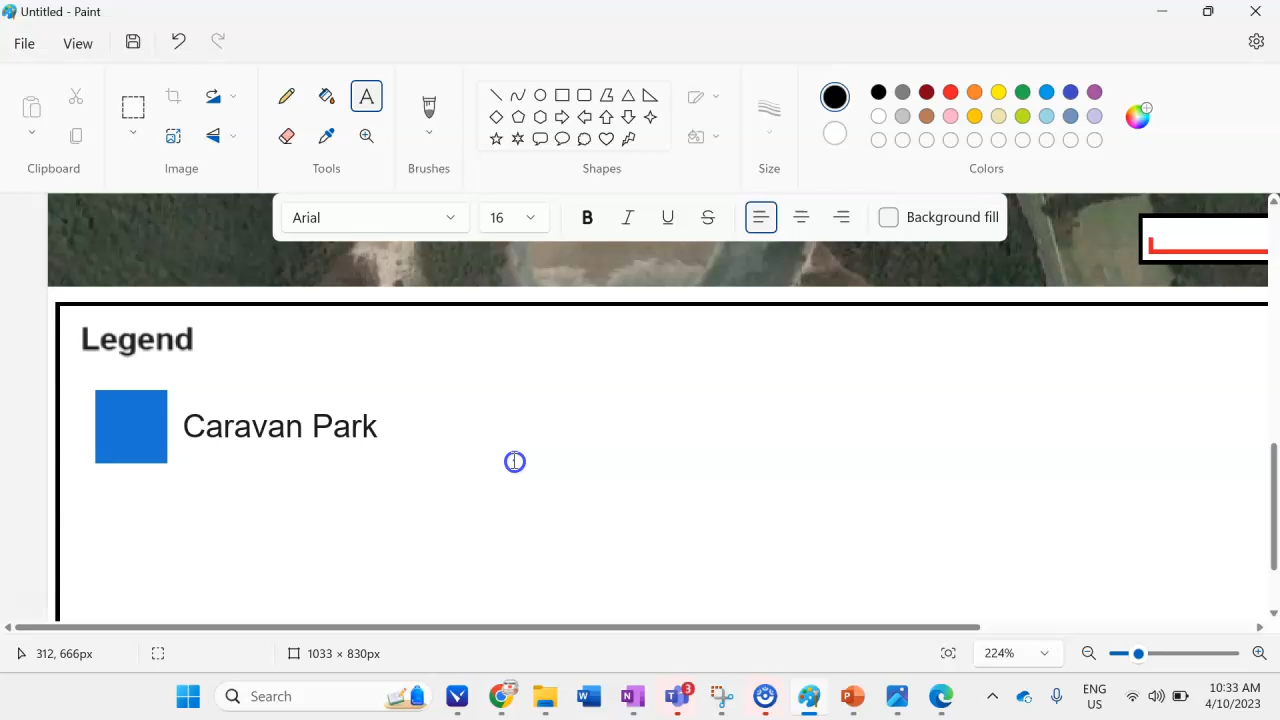 Untitled - Paint
File View
Clipboard Image Tools Brushes Shapes Size Colors
Arial 16 B I U S Background fill
Legend
Caravan Park
312, 666px 1033 × 830px 224%
Search 3 ENG US 10:33 AM 4/10/2023